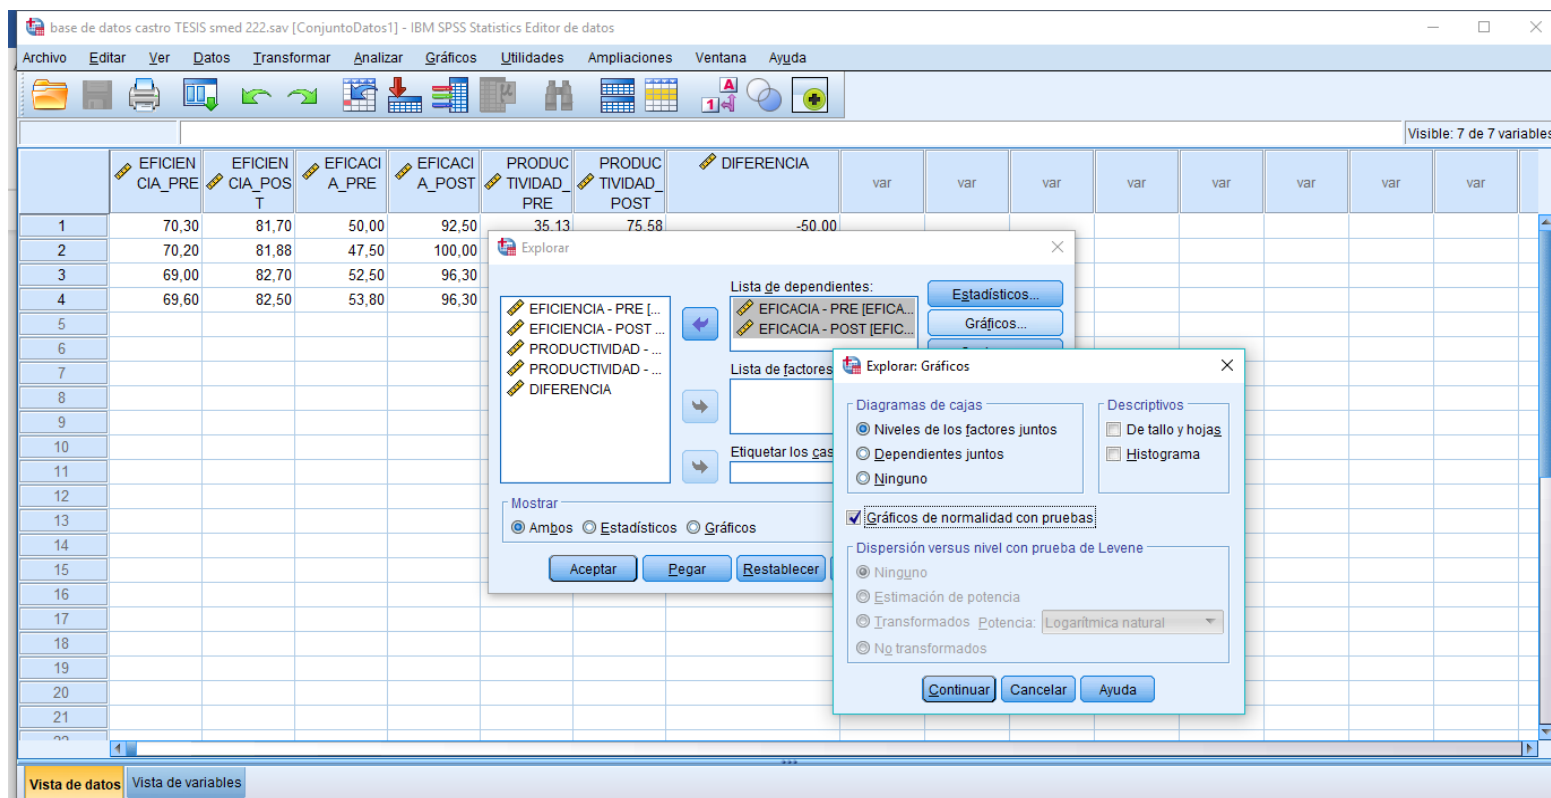 base de datos castro TESIS smed 222.sav [ConjuntoDatos1] - IBM SPSS Statistics Editor de datos
Archivo Editar Ver Datos Transformar Analizar Gráficos Utilidades Ampliaciones Ventana Ayuda
Visible: 7 de 7 variables
EFICIEN EFICIEN EFICACI EFICACI PRODUC PRODUC DIFERENCIA
CIA_PRE CIA_POS A_PRE A_POST TIVIDAD_ TIVIDAD_ var var var var var var var var
T PRE POST
1 70,30 81,70 50,00 92,50 35,13 75,58 -50,00
2 70,20 81,88 47,50 100,00
3 69,00 82,70 52,50 96,30
4 69,60 82,50 53,80 96,30
5
6
7
8
9
10
11
12
13
14
15
16
17
18
19
20
21
Explorar
Lista de dependientes:
EFICIENCIA - PRE [...
EFICIENCIA - POST ...
PRODUCTIVIDAD - ...
PRODUCTIVIDAD - ...
DIFERENCIA
EFICACIA - PRE [EFICA...
EFICACIA - POST [EFIC...
Estadísticos...
Gráficos...
Lista de factores
Etiquetar los cas
Mostrar
Ambos Estadísticos Gráficos
Aceptar Pegar Restablecer
Explorar: Gráficos
Diagramas de cajas
Niveles de los factores juntos
Dependientes juntos
Ninguno
Descriptivos
De tallo y hojas
Histograma
Gráficos de normalidad con pruebas
Dispersión versus nivel con prueba de Levene
Ninguno
Estimación de potencia
Transformados Potencia: Logarítmica natural
No transformados
Continuar Cancelar Ayuda
Vista de datos Vista de variables